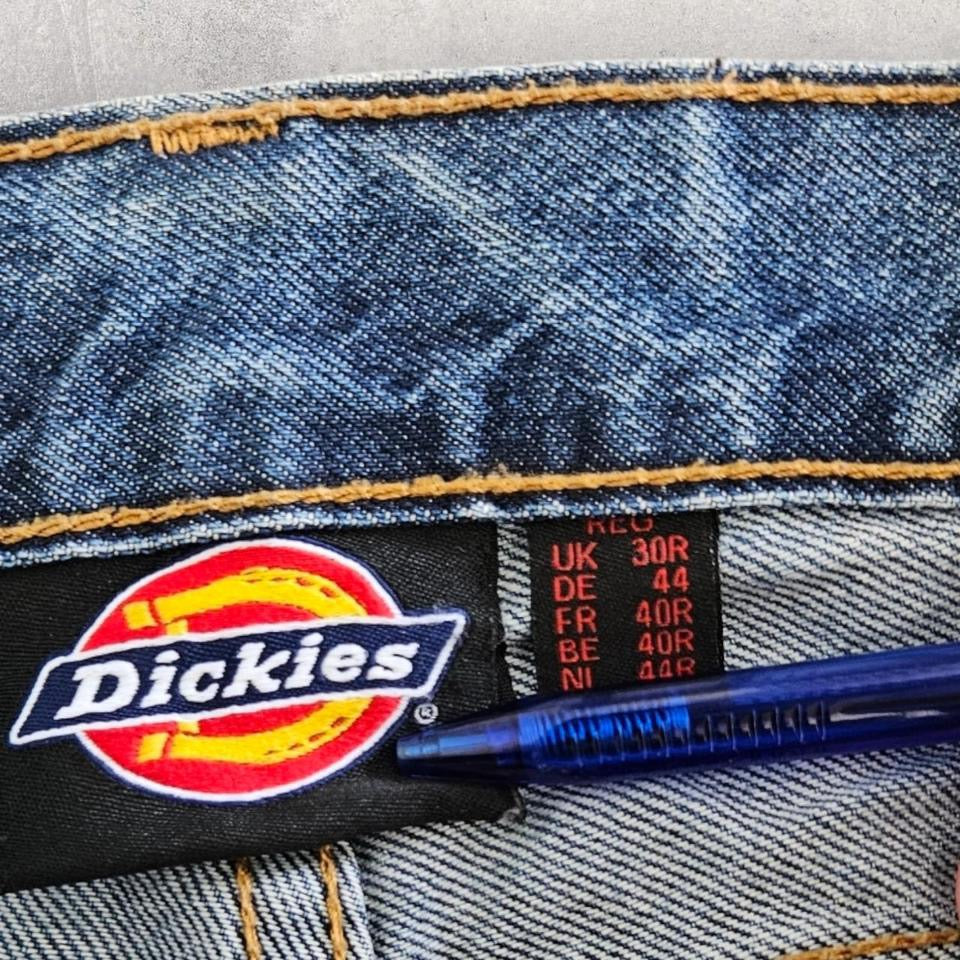 Dickies
®
REG
UK 30R
DE 44
FR 40R
BE 40R
NL 44R